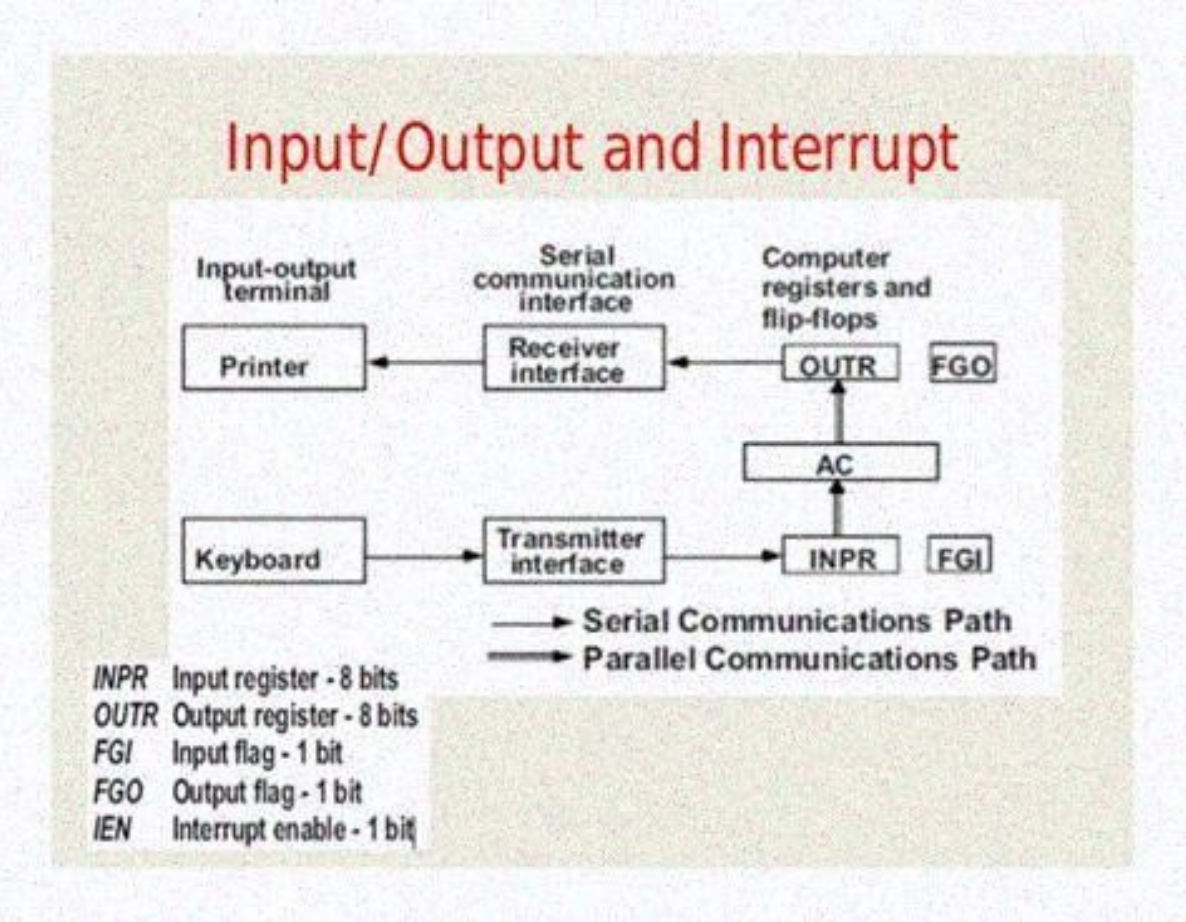 Input/Output and Interrupt
Input-output
terminal
Serial
communication
interface
Computer
registers and
flip-flops
Printer
Receiver
interface
OUTR
FGO
AC
Keyboard
Transmitter
interface
INPR
FGI
Serial Communications Path
Parallel Communications Path
INPR Input register - 8 bits
OUTR Output register - 8 bits
FGI Input flag - 1 bit
FGO Output flag - 1 bit
IEN Interrupt enable - 1 bit